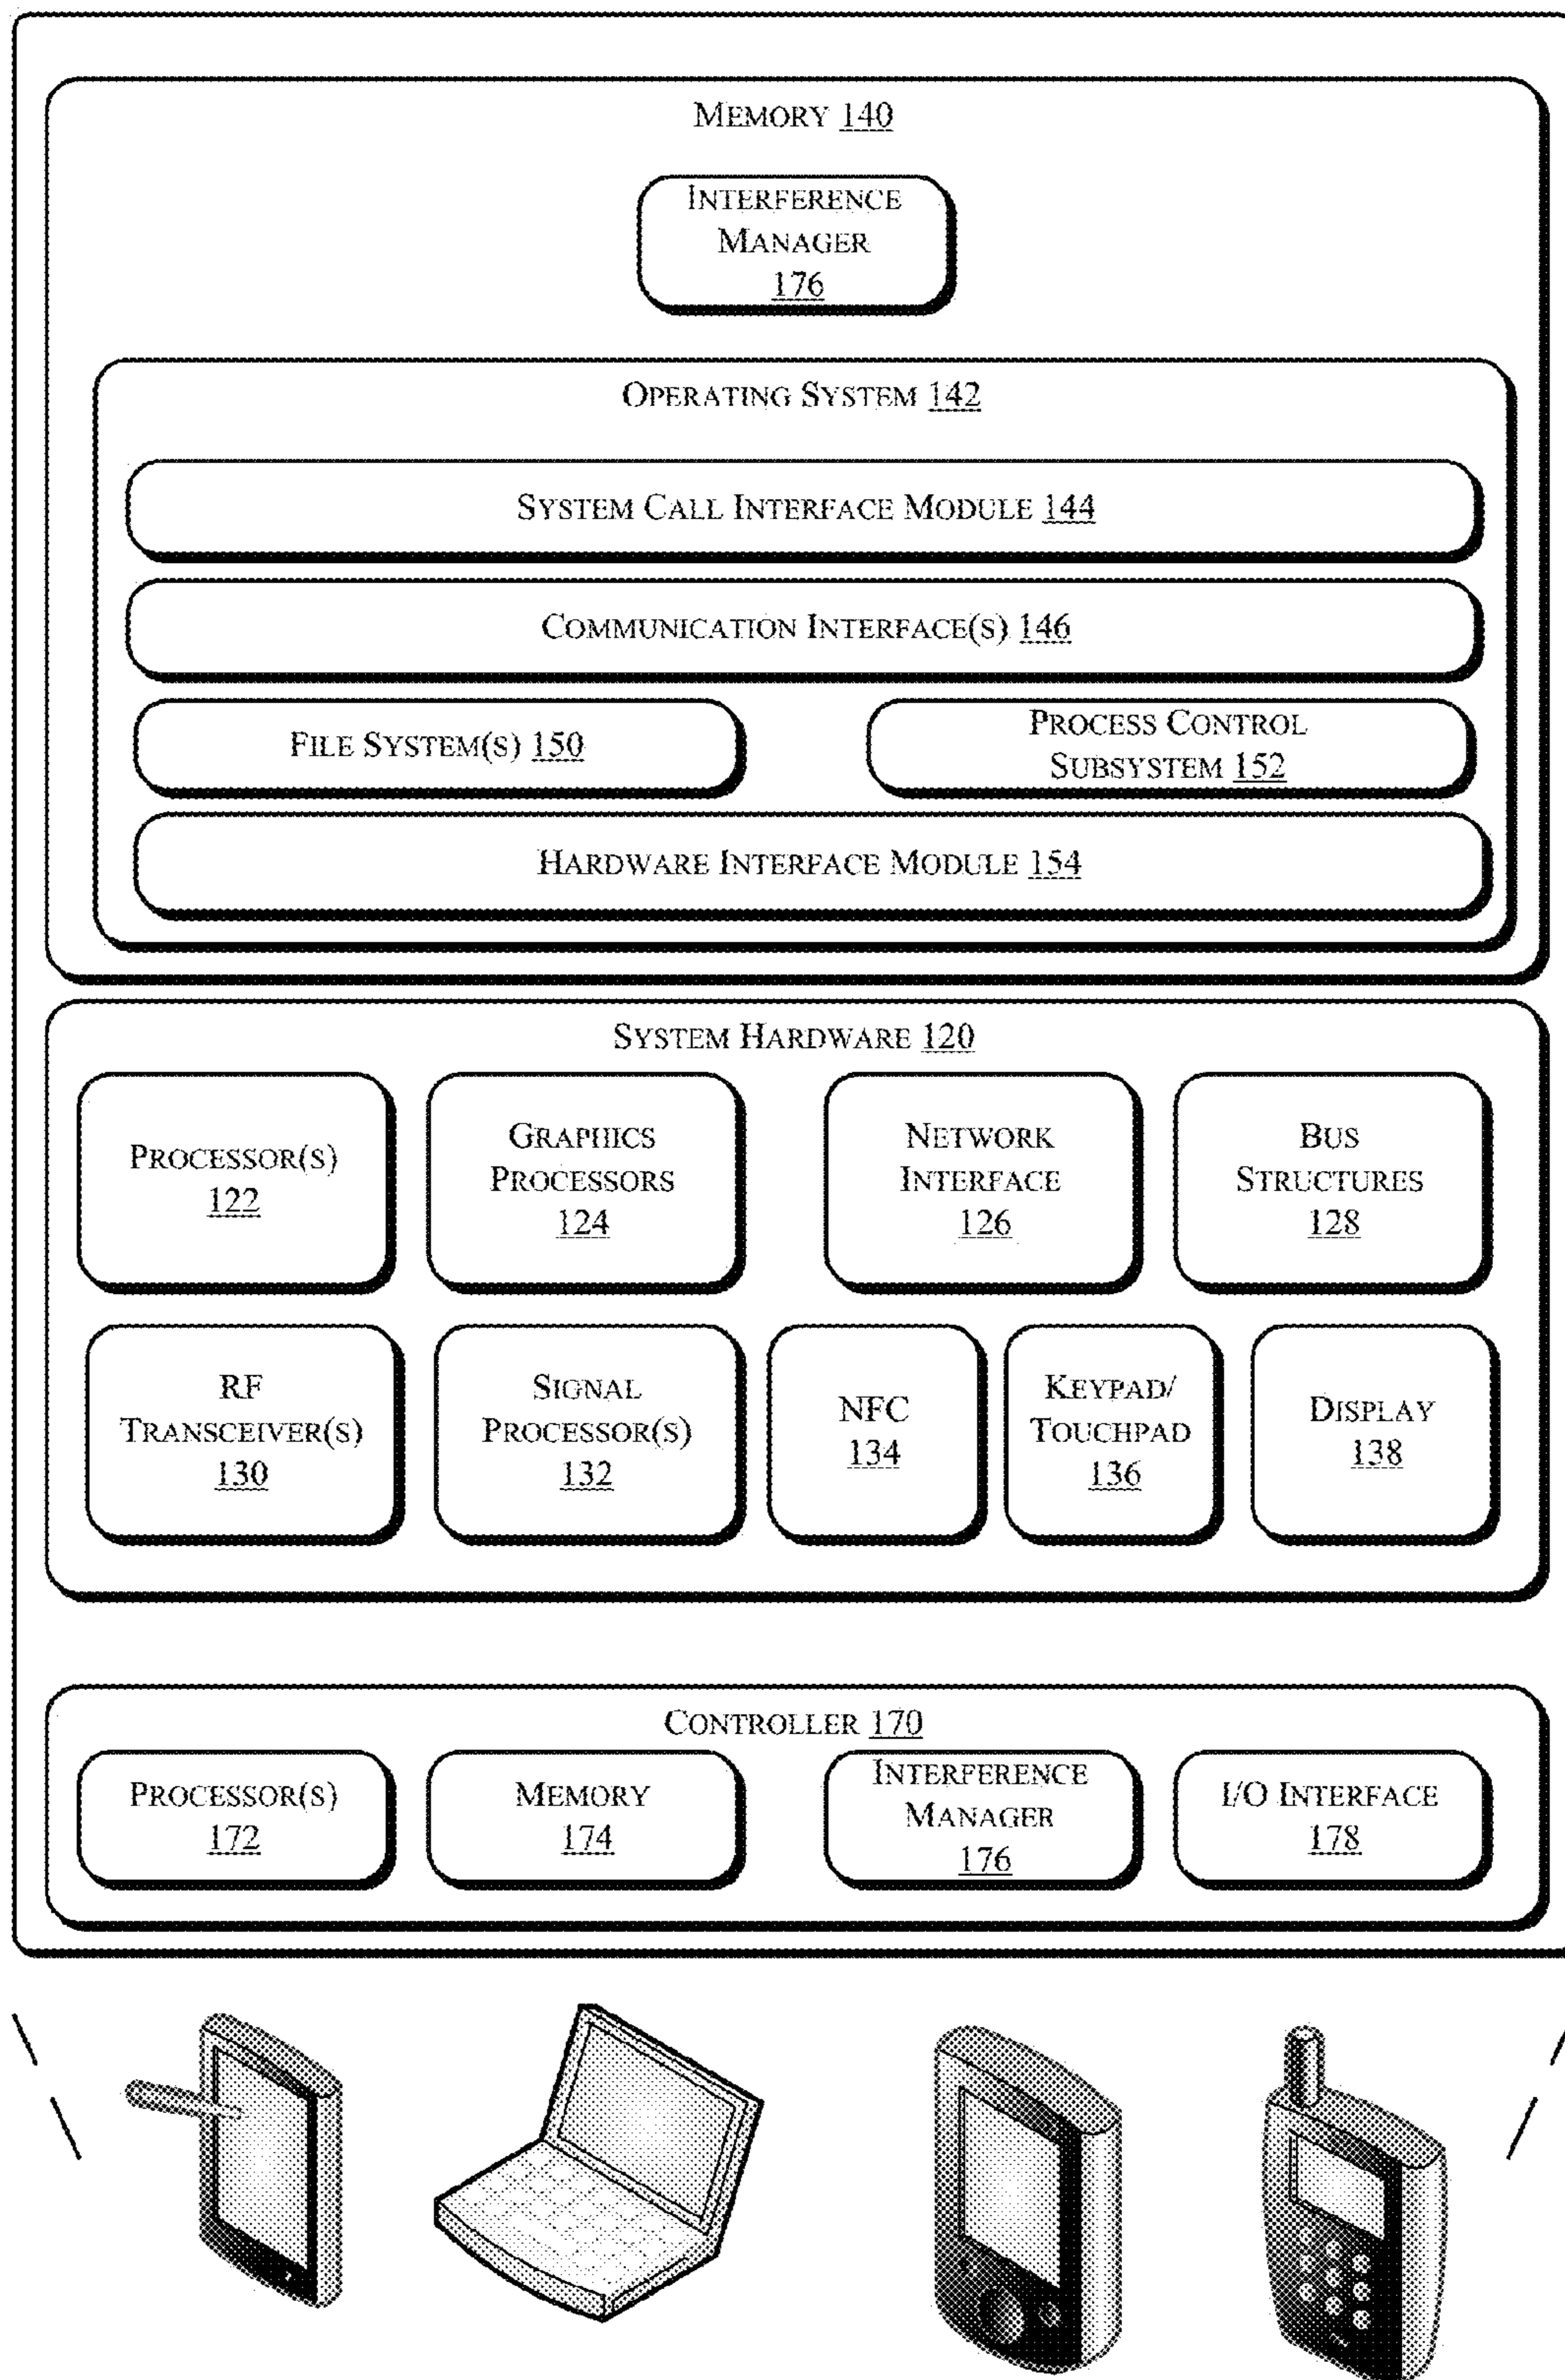 MEMORY 140
INTERFERENCE
MANAGER
176
OPERATING SYSTEM 142
SYSTEM CALL INTERFACE MODULE 144
COMMUNICATION INTERFACE(S) 146
FILE SYSTEM(S) 150
PROCESS CONTROL
SUBSYSTEM 152
HARDWARE INTERFACE MODULE 154
SYSTEM HARDWARE 120
PROCESSOR(S)
122
GRAPHICS
PROCESSORS
124
NETWORK
INTERFACE
126
BUS
STRUCTURES
128
RF
TRANSCEIVER(S)
130
SIGNAL
PROCESSOR(S)
132
NFC
134
KEYPAD/
TOUCHPAD
136
DISPLAY
138
CONTROLLER 170
PROCESSOR(S)
172
MEMORY
174
INTERFERENCE
MANAGER
176
I/O INTERFACE
178